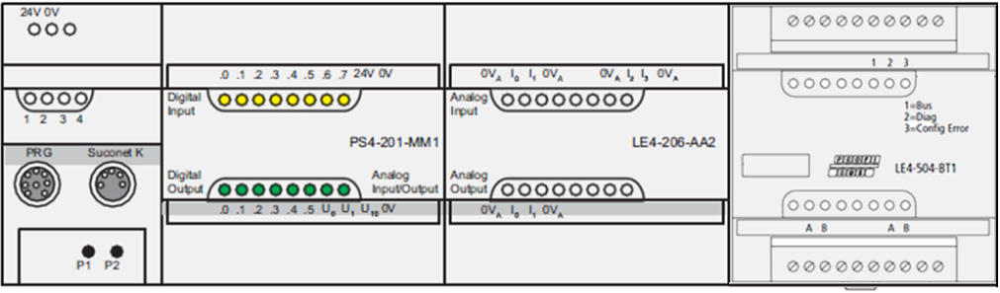 24V 0V
.0 .1 .2 .3 .4 .5 .6 .7 24V 0V
0VA I0 I1 0VA 0VA I2 I3 0VA
1 2 3
Digital
Input
Analog
Input
1 2 3 4
1=Bus
2=Diag
3=Config Error
PS4-201-MM1
LE4-206-AA2
PRG Suconet K
PROFI
BUS
LE4-504-BT1
Digital
Output
Analog
Input/Output
Analog
Output
.0 .1 .2 .3 .4 .5 U0 U1 U10 0V
0VA I0 I1 0VA
A B A B
P1 P2